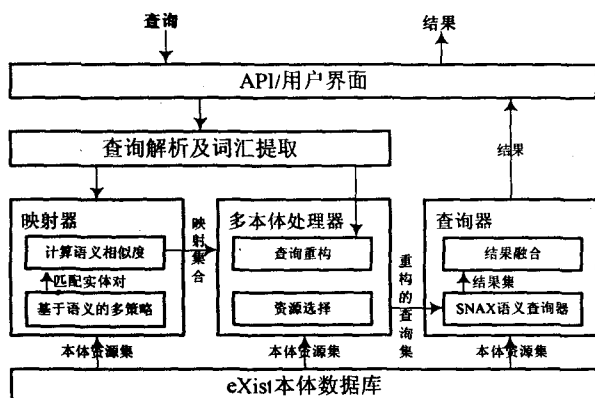 查询
结果
API/用户界面
查询解析及词汇提取
结果
映射器
计算语义相似度
匹配实体对
基于语义的多策略
映射集合
多本体处理器
查询重构
资源选择
重构的查询集
查询器
结果融合
结果集
SNAX语义查询器
本体资源集
本体资源集
本体资源集
eXist本体数据库